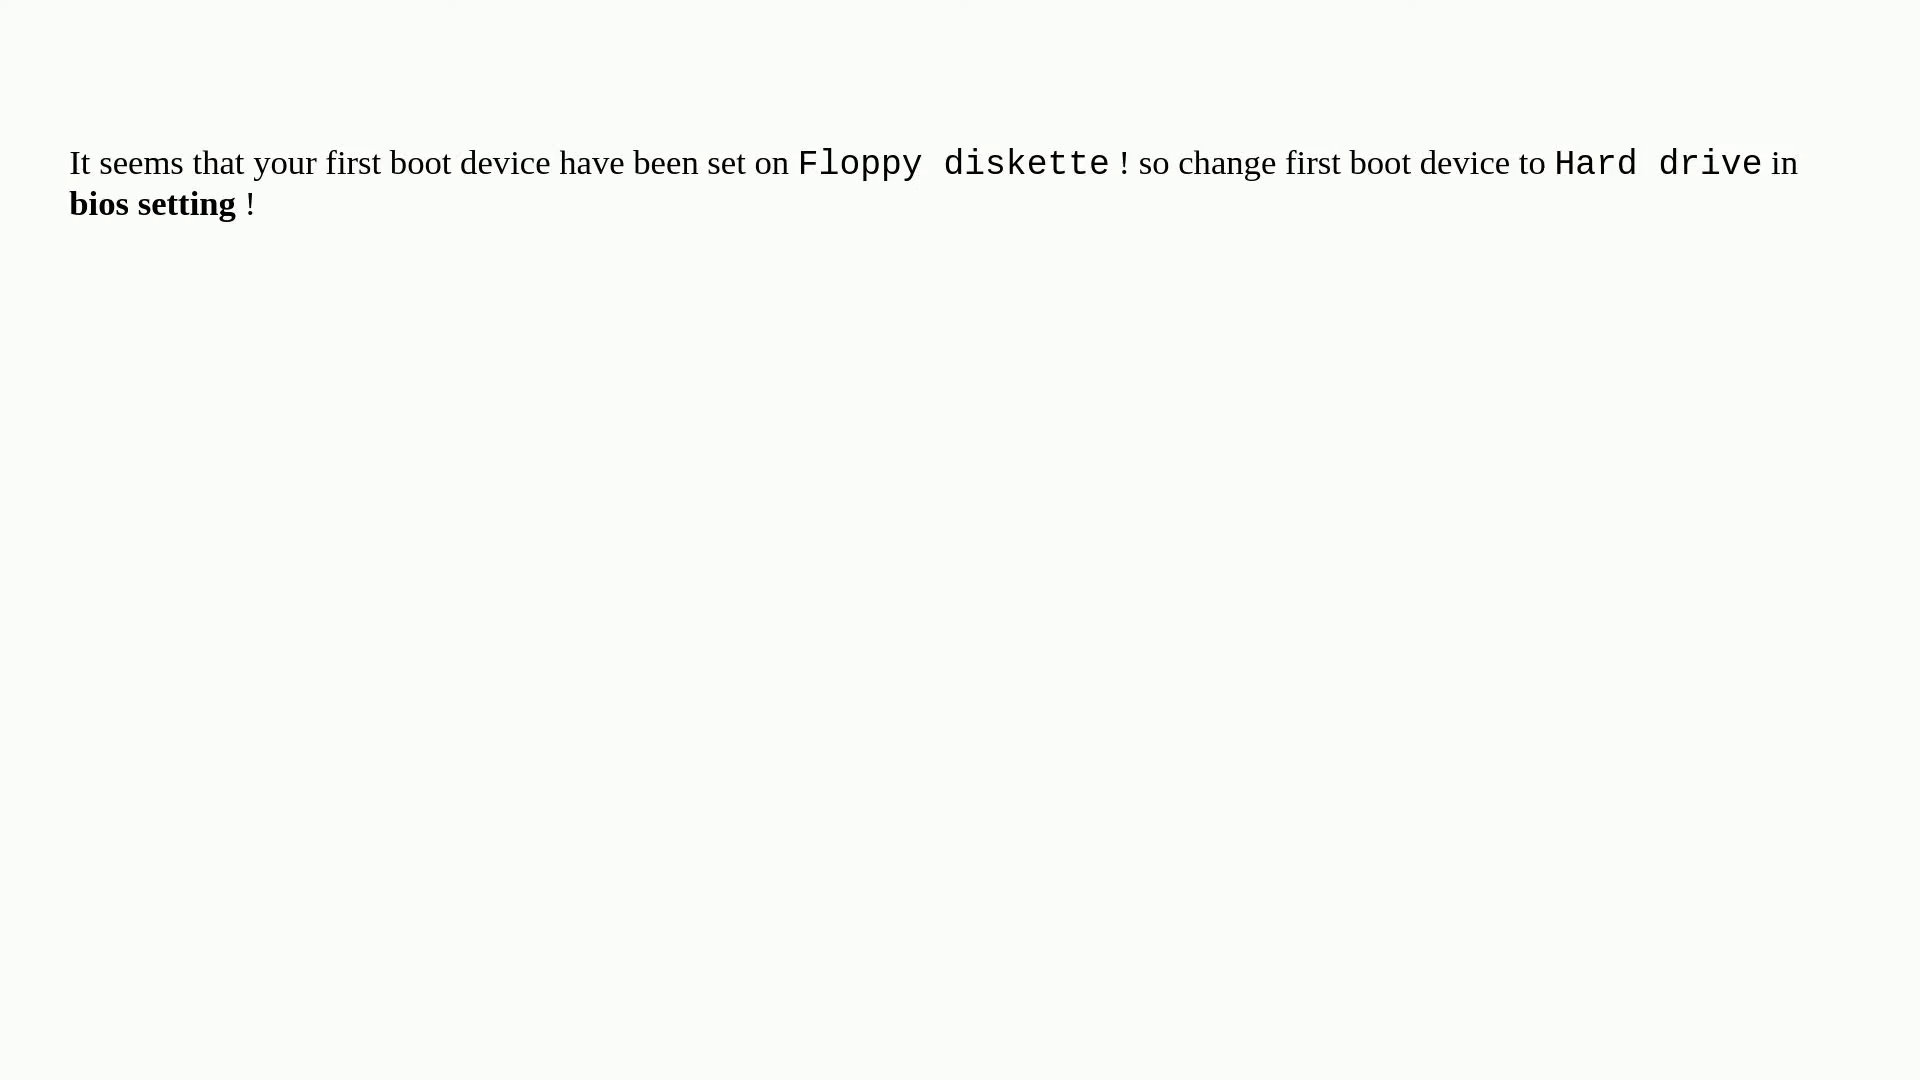 It seems that your first boot device have been set on Floppy diskette ! so change first boot device to Hard drive in
bios setting !